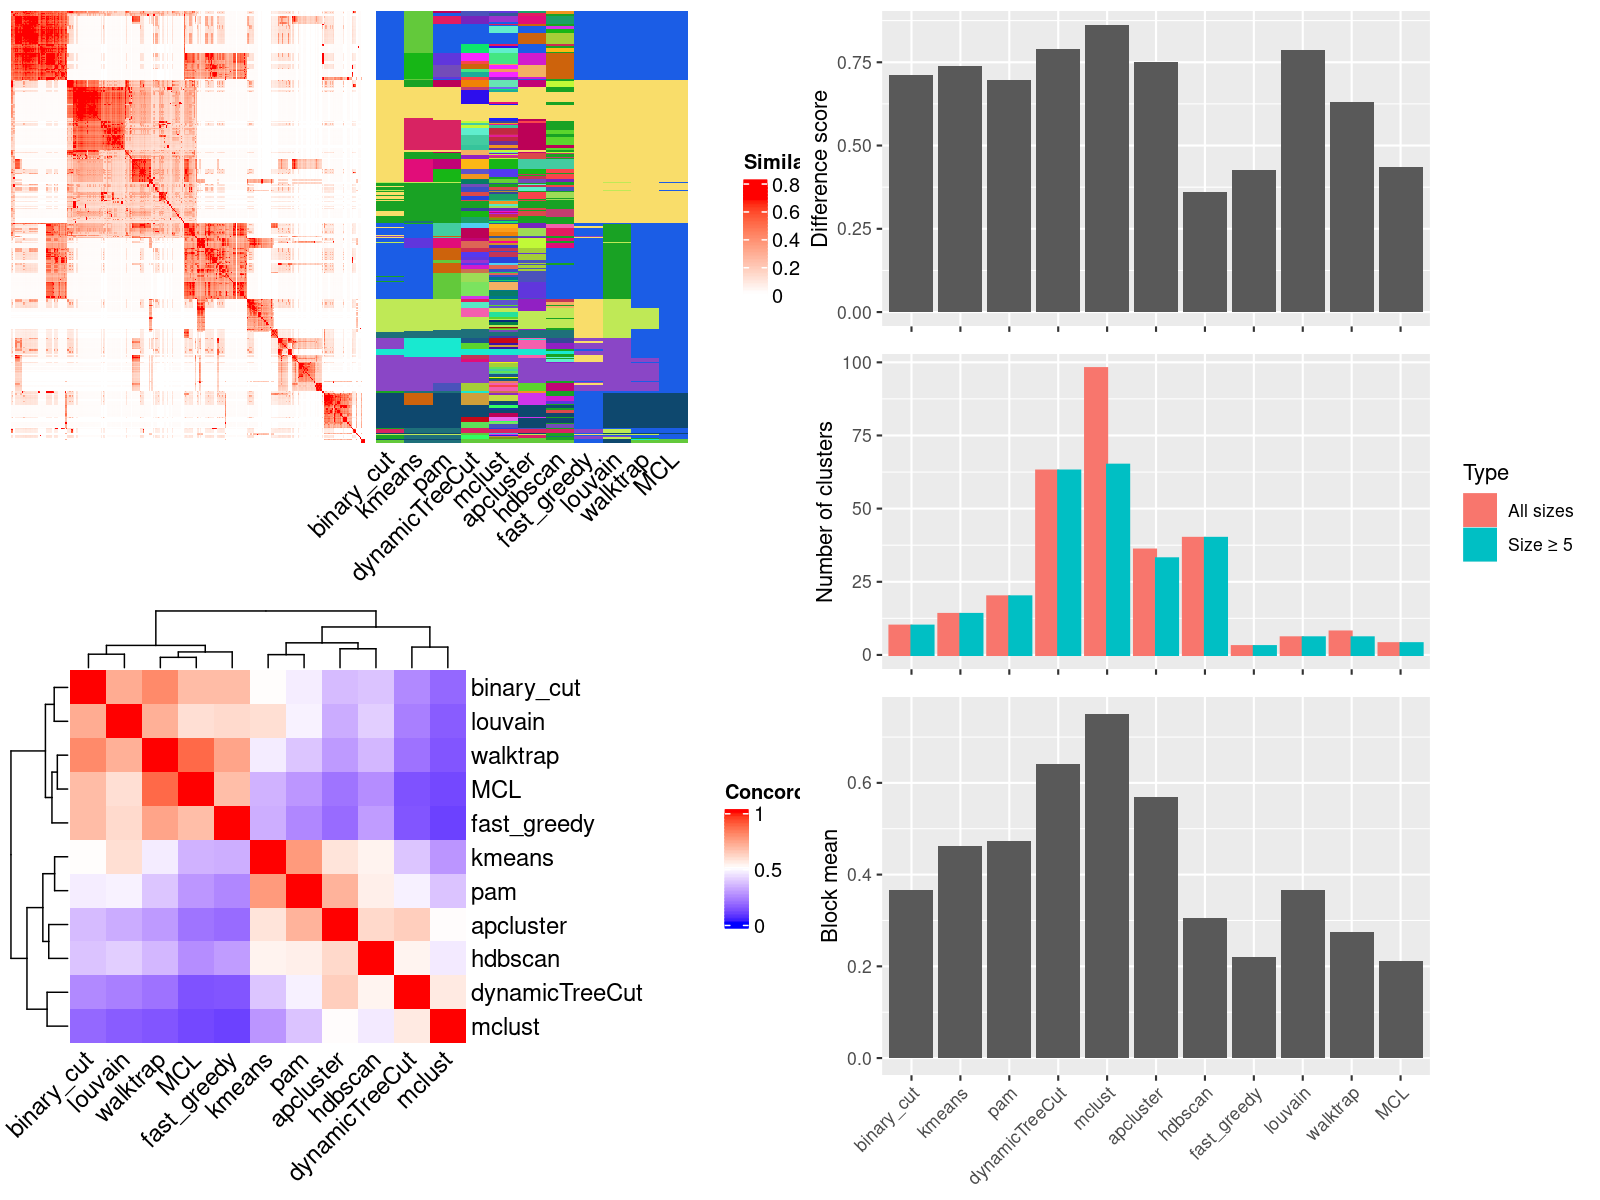 Simila
0.8
0.6
0.4
0.2
0
binary_cut
kmeans
pam
dynamicTreeCut
mclust
apcluster
hdbscan
fast_greedy
louvain
walktrap
MCL
binary_cut
louvain
walktrap
MCL
fast_greedy
kmeans
pam
apcluster
hdbscan
dynamicTreeCut
mclust
binary_cut
louvain
walktrap
MCL
fast_greedy
kmeans
pam
apcluster
hdbscan
dynamicTreeCut
mclust
Concord
1
0.5
0
Difference score
0.75
0.50
0.25
0.00
Number of clusters
100
75
50
25
0
Type
All sizes
Size ≥ 5
Block mean
0.6
0.4
0.2
0.0
binary_cut
kmeans
pam
dynamicTreeCut
mclust
apcluster
hdbscan
fast_greedy
louvain
walktrap
MCL